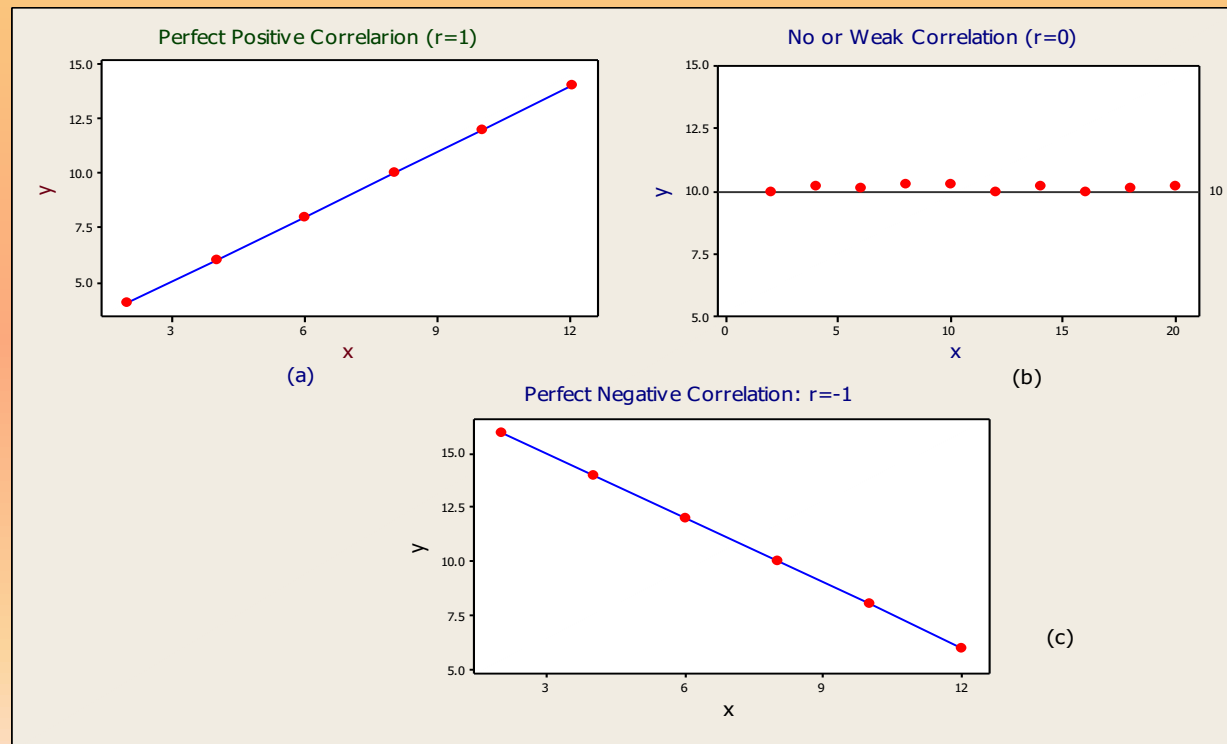 Perfect Positive Correlarion (r=1)
15.0
12.5
10.0
7.5
5.0
y
3 6 9 12
x
(a)
No or Weak Correlation (r=0)
15.0
12.5
10.0
7.5
5.0
y
10
0 5 10 15 20
x
(b)
Perfect Negative Correlation: r=-1
15.0
12.5
10.0
7.5
5.0
y
3 6 9 12
x
(c)